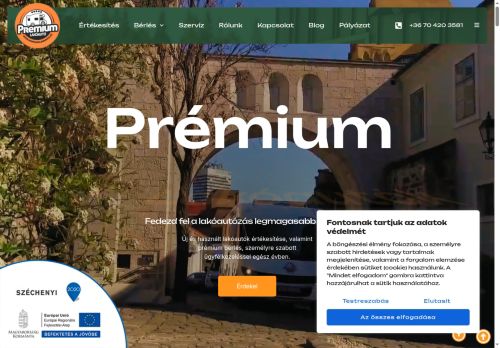 Prémium
LAKÓAUTÓ
Értékesítés
Bérlés
Szerviz
Rólunk
Kapcsolat
Blog
Pályázat
+36 70 420 3581
Prémium
Fedezd fel a lakóautózás legmagasabb
Új és használt lakóautók értékesítése, valamint
prémium bérlés, személyre szabott
ügyfélkezeléssel egész évben.
Érdekel
Fontosnak tartjuk az adatok
védelmét
A böngészési élmény fokozása, a személyre
szabott hirdetések vagy tartalmak
megjelenítése, valamint a forgalom elemzése
érdekében sütiket (cookie) használunk. A
"Mindet elfogadom" gombra kattintva
hozzájárulhat a sütik használatához.
Testreszabás
Elutasít
Az összes elfogadása
SZÉCHENYI
2020
MAGYARORSZÁG
KORMÁNYA
Európai Unió
Európai Regionális
Fejlesztési Alap
BEFEKTETÉS A JÖVŐBE